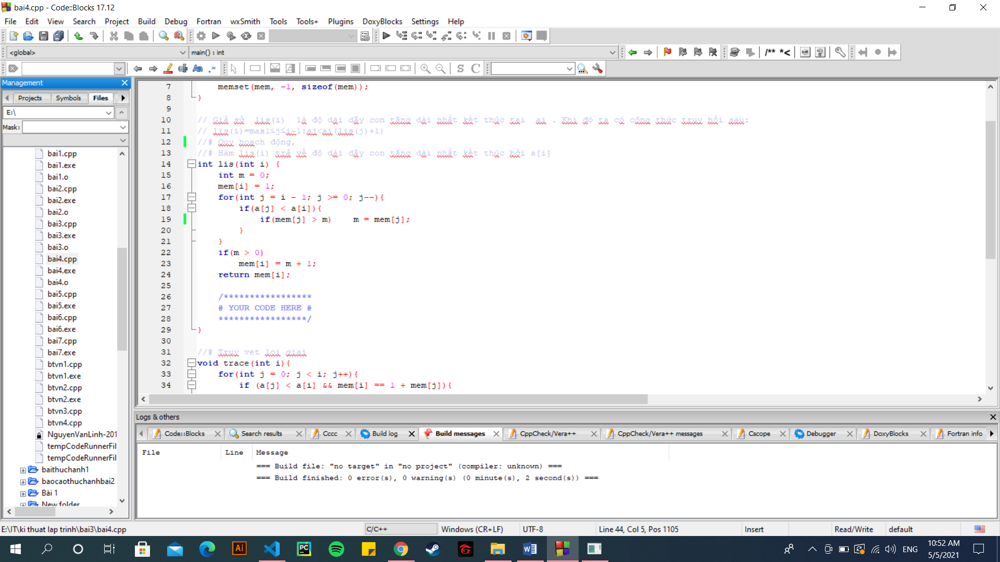 bai4.cpp - Code::Blocks 17.12
File Edit View Search Project Build Debug Fortran wxSmith Tools Tools+ Plugins DoxyBlocks Settings Help
<global> main() : int /** *<
Aa .* S C
Management
Projects Symbols Files
E:\
Mask:
bai1.cpp
bai1.exe
bai1.o
bai2.cpp
bai2.exe
bai2.o
bai3.cpp
bai3.exe
bai3.o
bai4.cpp
bai4.exe
bai4.o
bai5.cpp
bai5.exe
bai6.cpp
bai6.exe
bai7.cpp
bai7.exe
btvn1.cpp
btvn1.exe
btvn2.cpp
btvn2.exe
btvn3.cpp
btvn4.cpp
NguyenVanLinh-201
tempCodeRunnerFil
tempCodeRunnerFil
baithuchanh1
baocaothuchanhbai2
Bài 1
New folder
7 memset(mem, -1, sizeof(mem));
8 }
9
10 // Giả sử lis(i) là độ dài dãy con tăng dài nhất kết thúc tại ai . Khi đó ta có công thức truy hồi sau:
11 // lis(i)=max1≤j≤i-1:aj<ai(lis(j)+1)
12 //# Quy hoạch động,
13 //# Hàm lis(i) trả về độ dài dãy con tăng dài nhất kết thúc bởi a[i]
14 int lis(int i) {
15 int m = 0;
16 mem[i] = 1;
17 for(int j = i - 1; j >= 0; j--){
18 if(a[j] < a[i]){
19 if(mem[j] > m) m = mem[j];
20 }
21 }
22 if(m > 0)
23 mem[i] = m + 1;
24 return mem[i];
25
26 /*****************
27 # YOUR CODE HERE #
28 *****************/
29 }
30
31 //# Truy vet loi giai
32 void trace(int i){
33 for(int j = 0; j < i; j++){
34 if (a[j] < a[i] && mem[i] == 1 + mem[j]){
Logs & others
Code::Blocks Search results Cccc Build log Build messages CppCheck/Vera++ CppCheck/Vera++ messages Cscope Debugger DoxyBlocks Fortran info
File Line Message
=== Build file: "no target" in "no project" (compiler: unknown) ===
=== Build finished: 0 error(s), 0 warning(s) (0 minute(s), 2 second(s)) ===
E:\IT\ki thuat lap trinh\bai3\bai4.cpp C/C++ Windows (CR+LF) UTF-8 Line 44, Col 5, Pos 1105 Insert Read/Write default
Ai PC W ENG 10:52 AM
5/5/2021